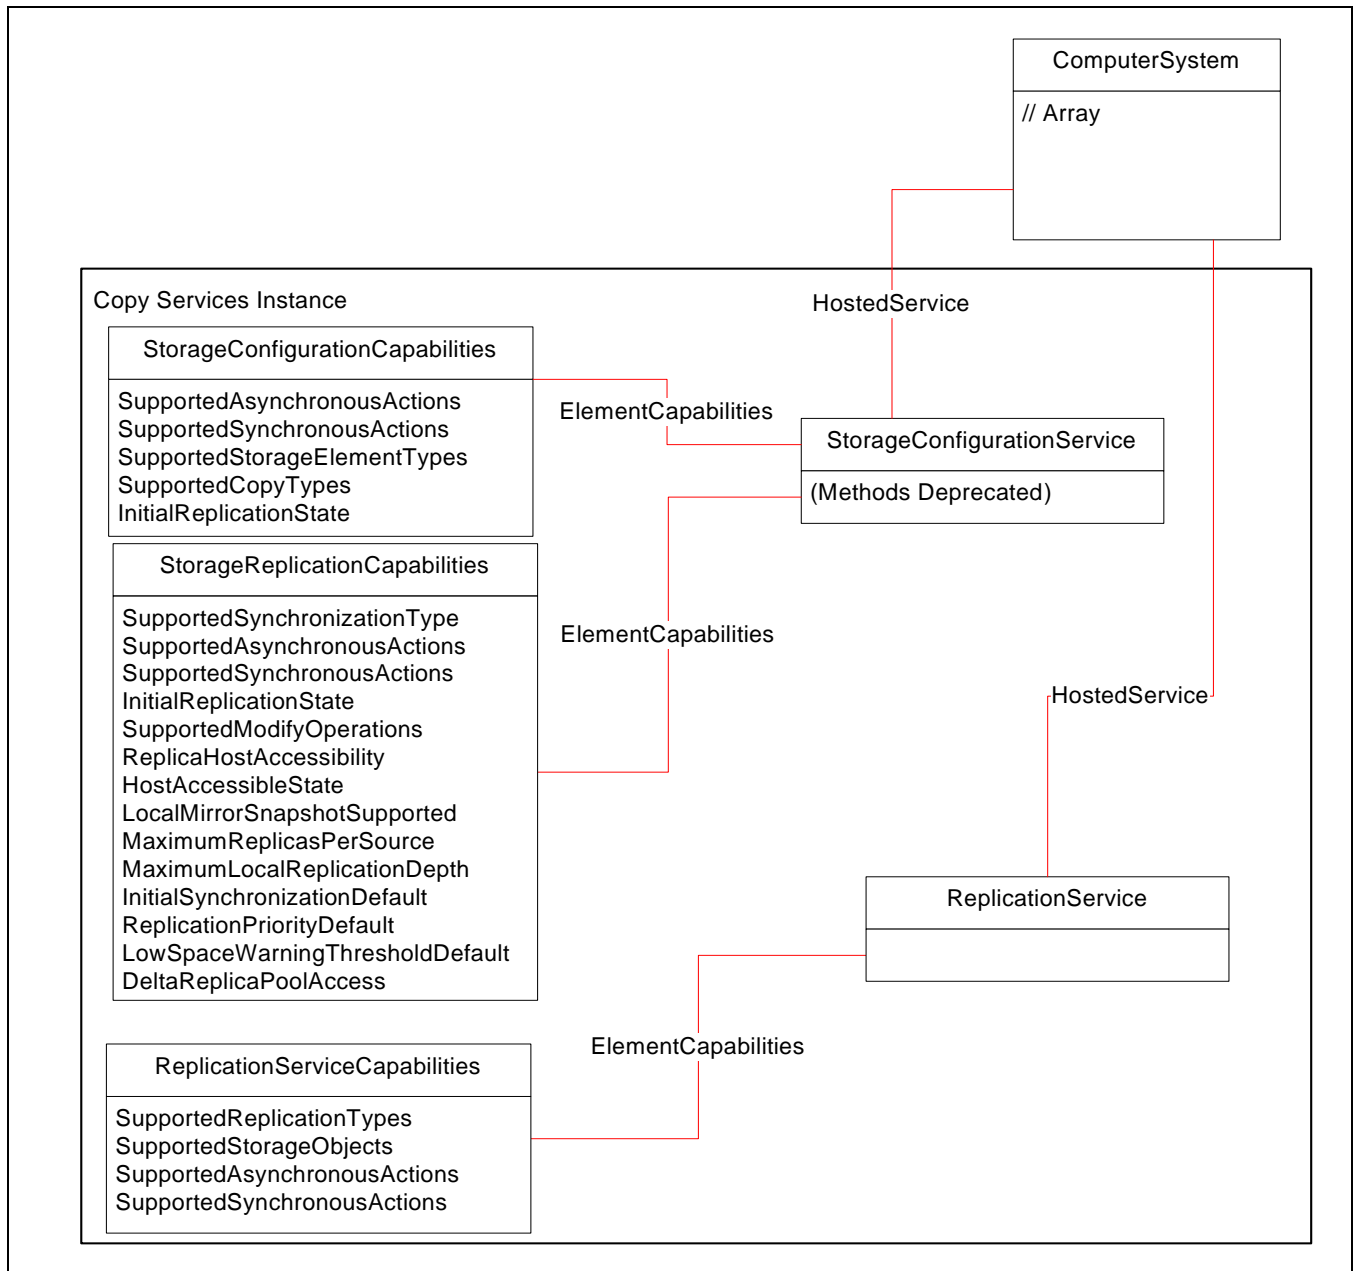 ComputerSystem
// Array
Copy Services Instance
HostedService
StorageConfigurationCapabilities
SupportedAsynchronousActions
SupportedSynchronousActions
SupportedStorageElementTypes
SupportedCopyTypes
InitialReplicationState
ElementCapabilities
StorageConfigurationService
(Methods Deprecated)
StorageReplicationCapabilities
SupportedSynchronizationType
SupportedAsynchronousActions
SupportedSynchronousActions
InitialReplicationState
SupportedModifyOperations
ReplicaHostAccessibility
HostAccessibleState
LocalMirrorSnapshotSupported
MaximumReplicasPerSource
MaximumLocalReplicationDepth
InitialSynchronizationDefault
ReplicationPriorityDefault
LowSpaceWarningThresholdDefault
DeltaReplicaPoolAccess
ElementCapabilities
HostedService
ReplicationService
ElementCapabilities
ReplicationServiceCapabilities
SupportedReplicationTypes
SupportedStorageObjects
SupportedAsynchronousActions
SupportedSynchronousActions